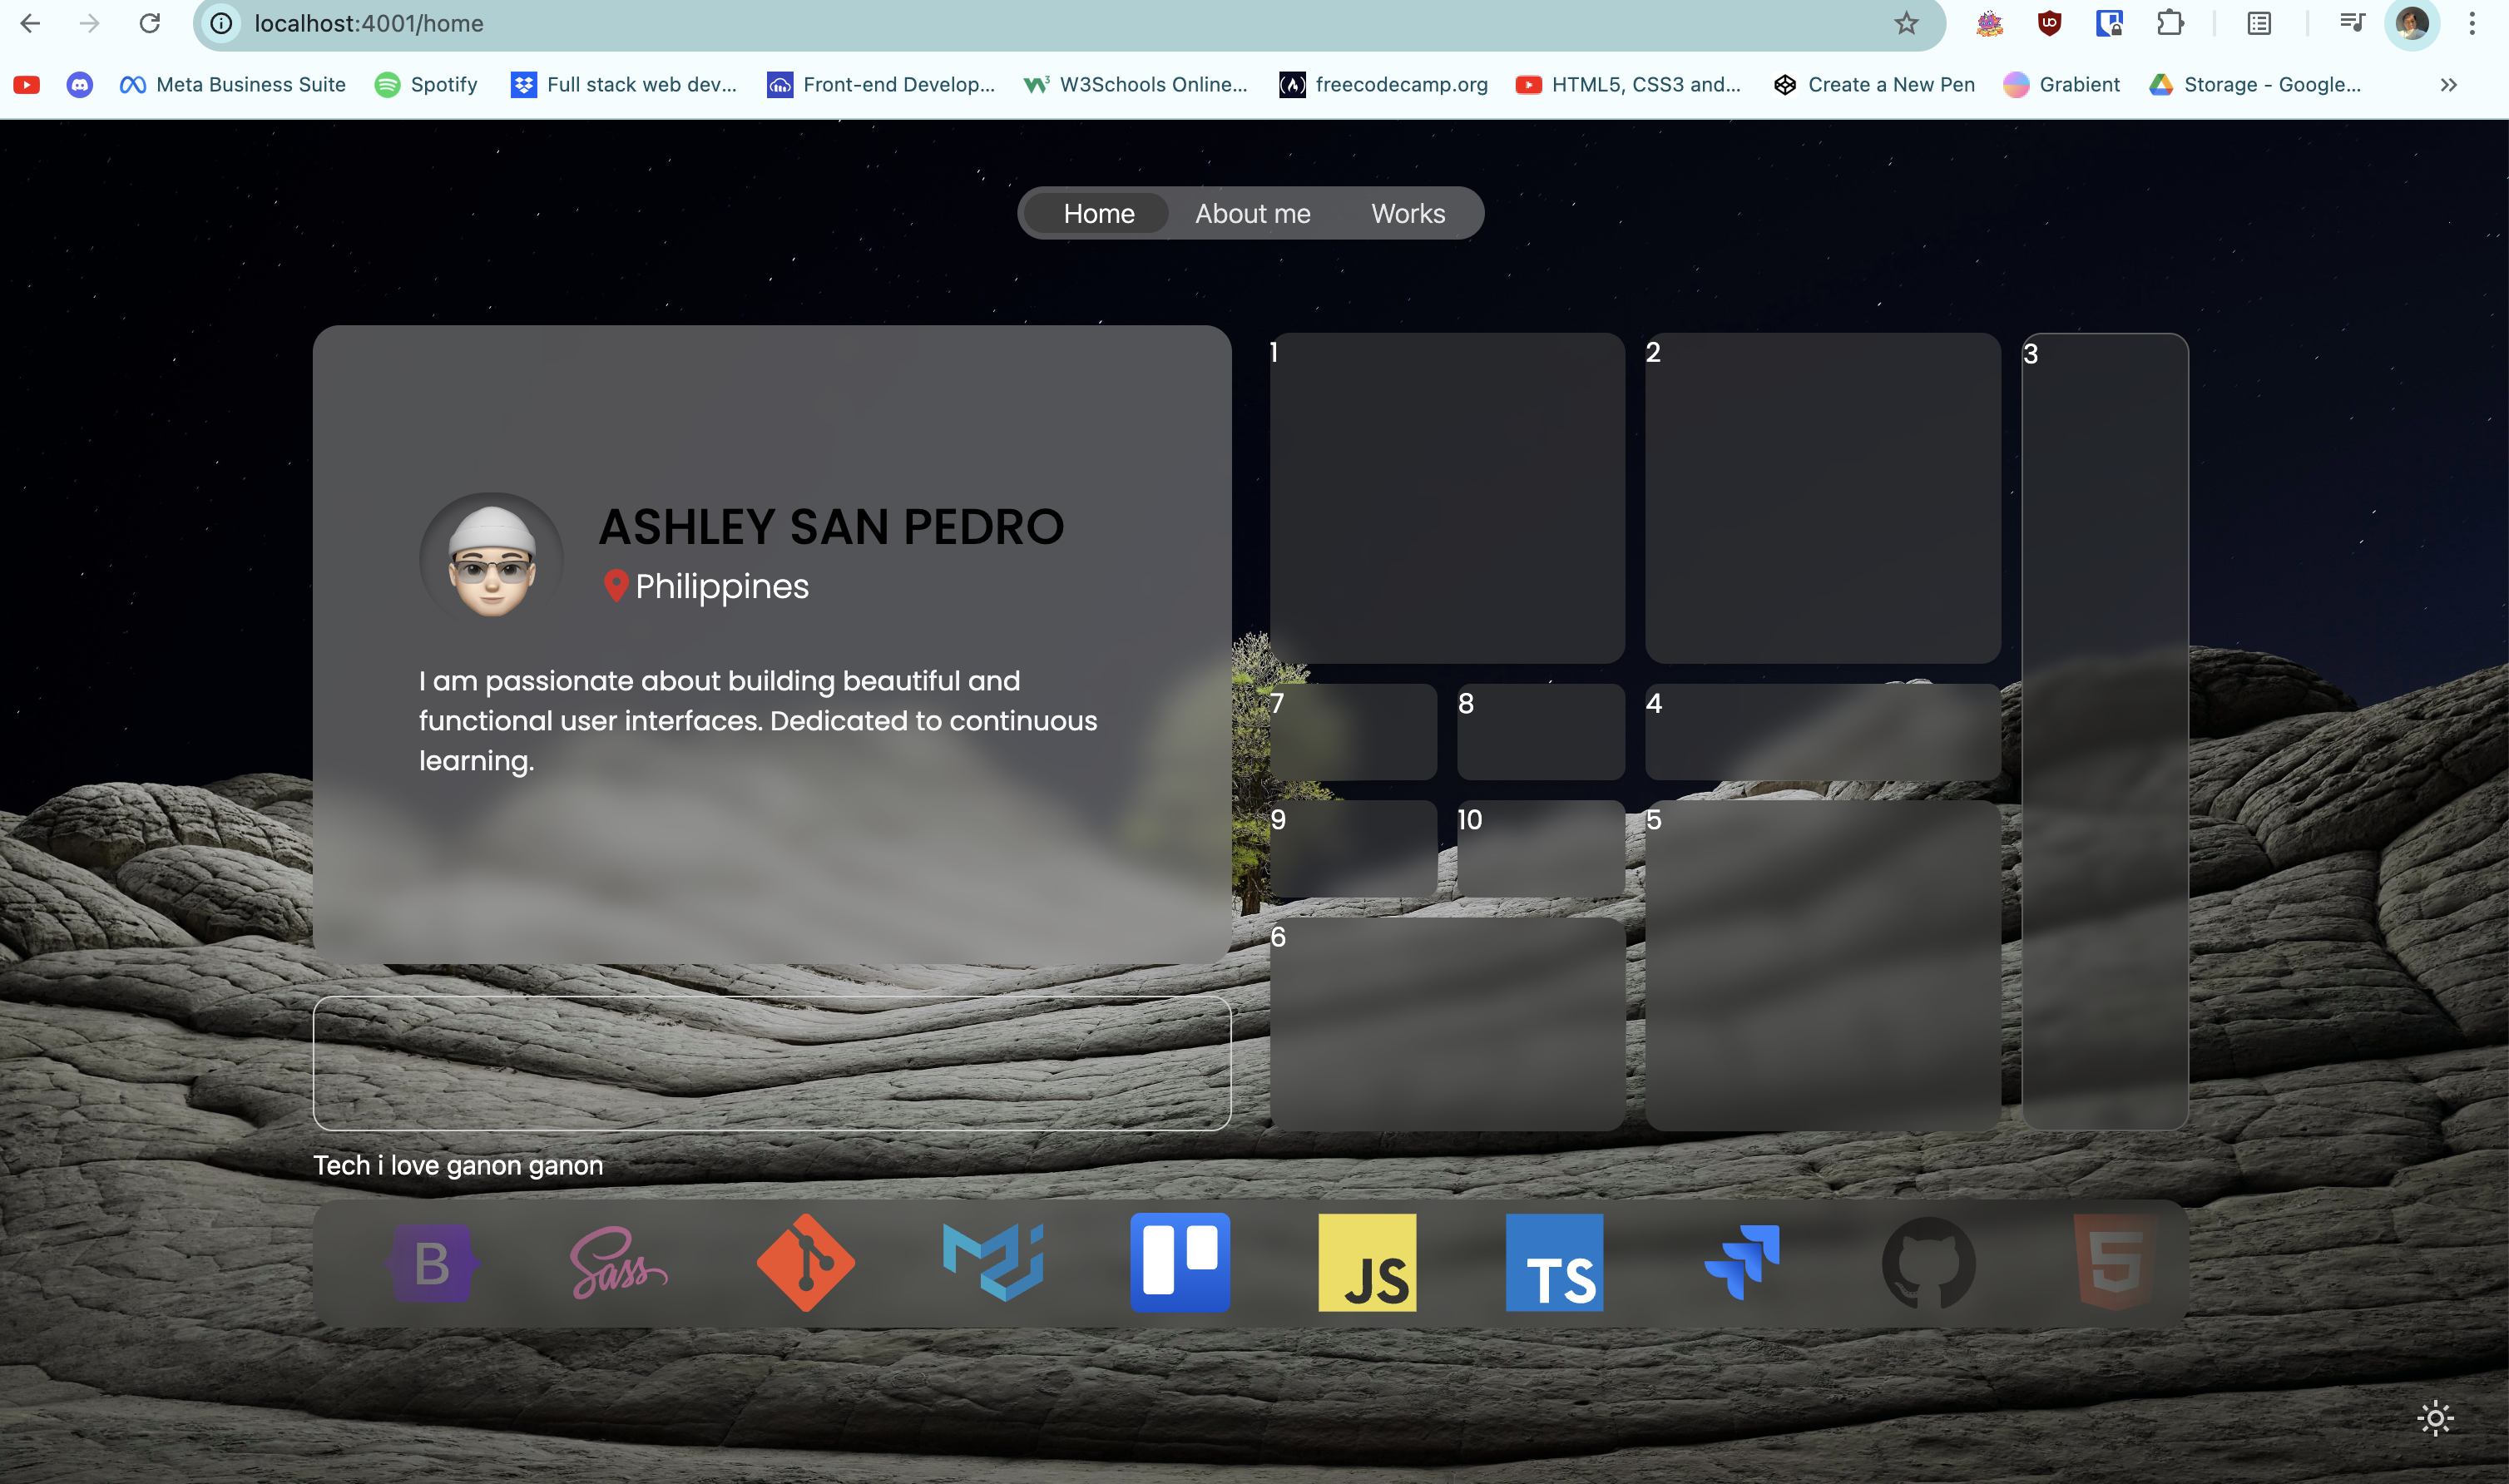 localhost:4001/home
Meta Business Suite
Spotify
Full stack web dev...
Front-end Develop...
W3Schools Online...
freecodecamp.org
HTML5, CSS3 and...
Create a New Pen
Grabient
Storage - Google...
Home
About me
Works
ASHLEY SAN PEDRO
Philippines
I am passionate about building beautiful and
functional user interfaces. Dedicated to continuous
learning.
1
2
3
7
8
4
9
10
5
6
Tech i love ganon ganon
B
Sass
JS
TS
5